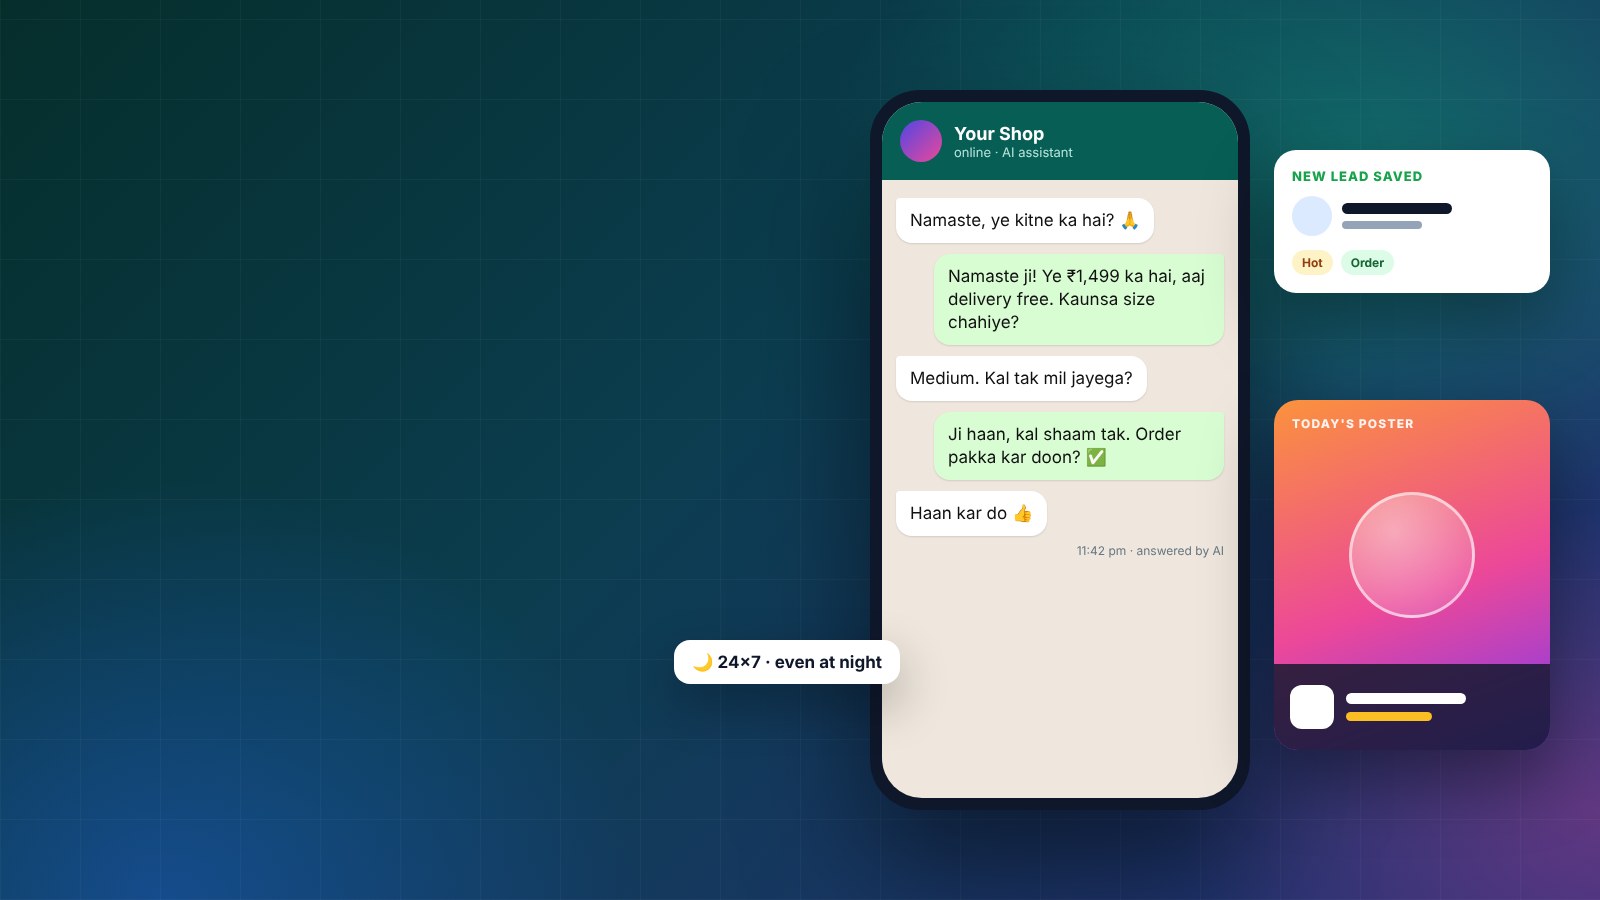 Your Shop
online · AI assistant
Namaste, ye kitne ka hai? 🙏
Namaste ji! Ye ₹1,499 ka hai, aaj
delivery free. Kaunsa size
chahiye?
Medium. Kal tak mil jayega?
Ji haan, kal shaam tak. Order
pakka kar doon? ✅
Haan kar do 👍
11:42 pm · answered by AI
🌙 24×7 · even at night
NEW LEAD SAVED
Hot
Order
TODAY'S POSTER